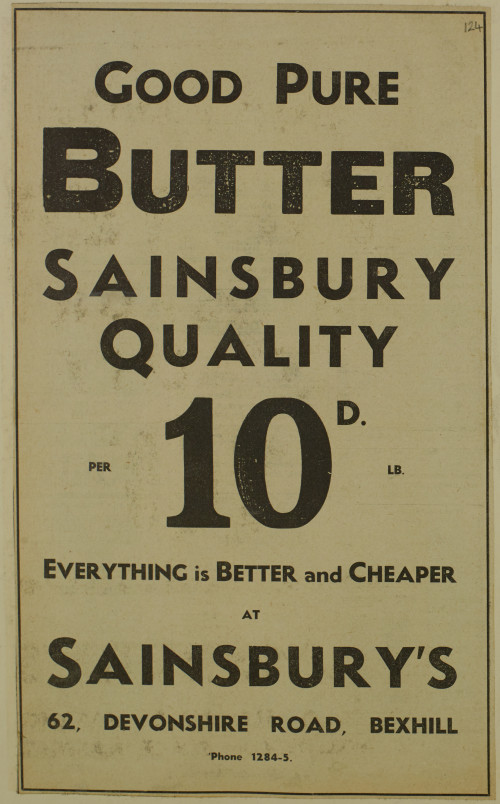 124
GOOD PURE
BUTTER
SAINSBURY
QUALITY
10D.
PER LB.
EVERYTHING is BETTER and CHEAPER
AT
SAINSBURY'S
62, DEVONSHIRE ROAD, BEXHILL
'Phone 1284-5.